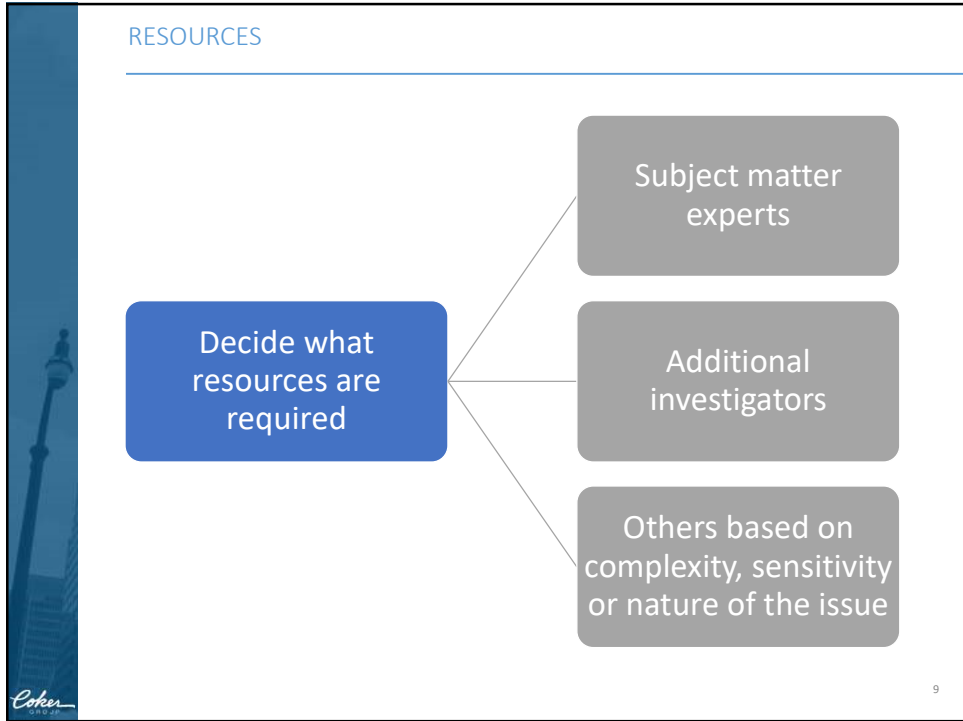 RESOURCES
Decide what
resources are
required
Subject matter
experts
Additional
investigators
Others based on
complexity, sensitivity
or nature of the issue
Coker
GROUP
9